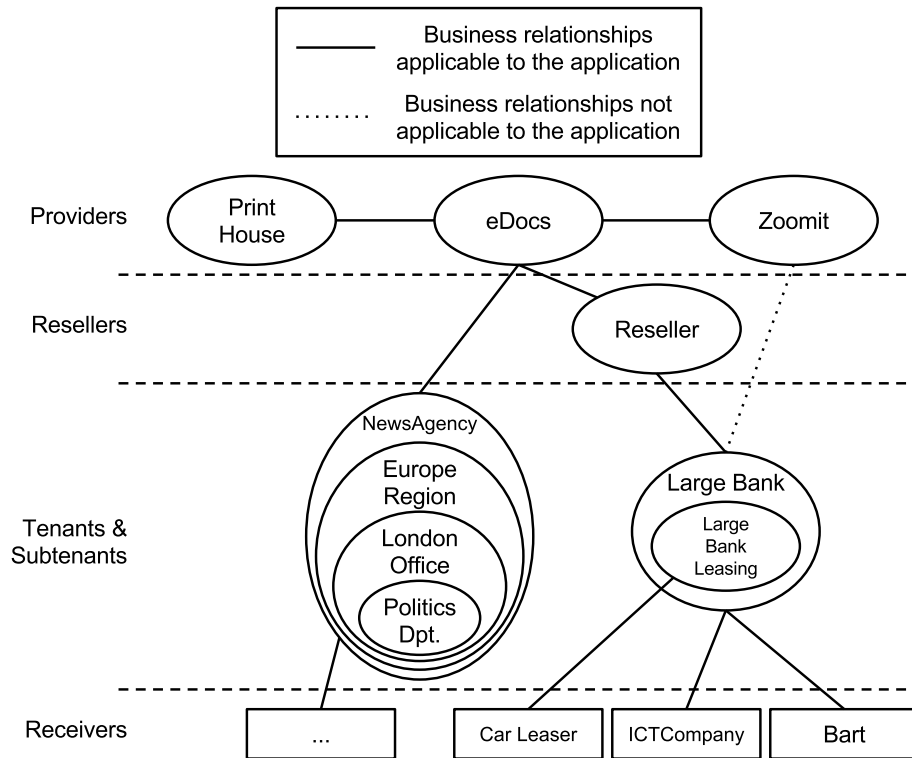 Business relationships
applicable to the application
Business relationships not
applicable to the application
Providers
Print
House
eDocs
Zoomit
Resellers
Reseller
Tenants &
Subtenants
NewsAgency
Europe
Region
London
Office
Politics
Dpt.
Large Bank
Large
Bank
Leasing
Receivers
...
Car Leaser
ICTCompany
Bart